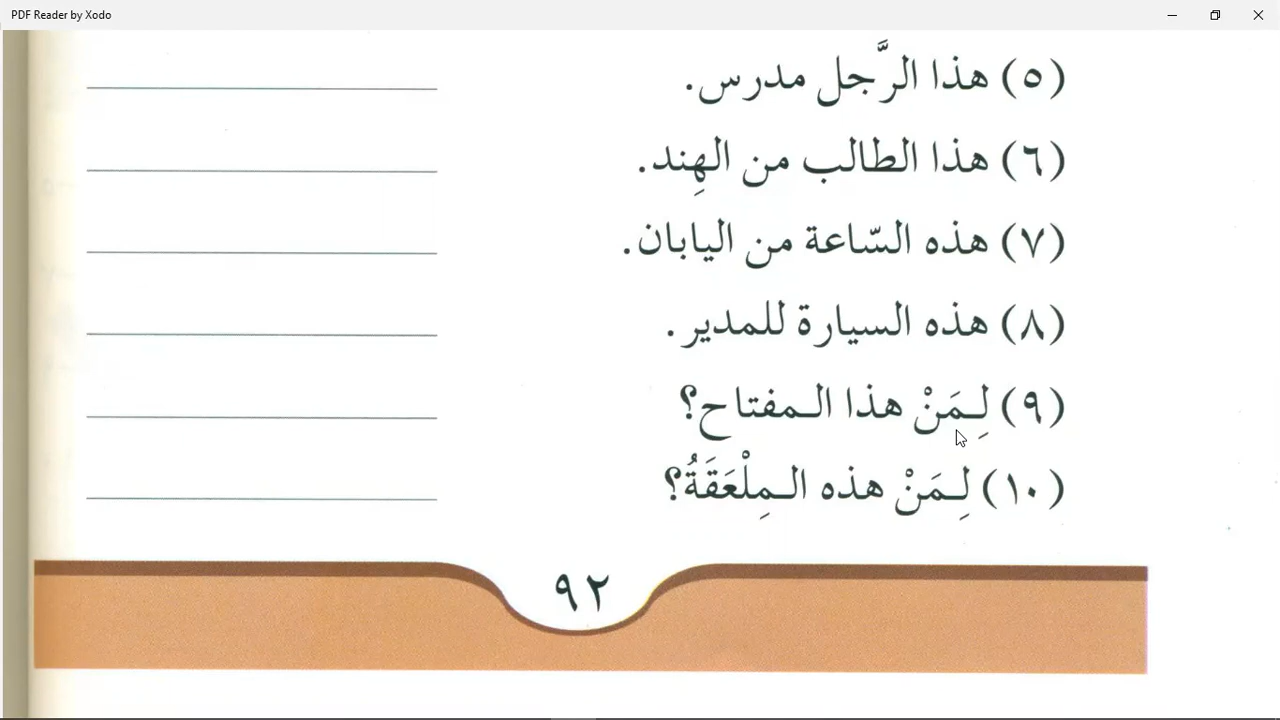 PDF Reader by Xodo
(٥) هذا الرَّجل مدرس.
(٦) هذا الطالب من الهِند.
(٧) هذه السّاعة من اليابان.
(٨) هذه السيارة للمدير.
(٩) لِـمَنْ هذا الـمفتاح؟
(١٠) لِـمَنْ هذه الـمِلْعَقَةُ؟
٩٢